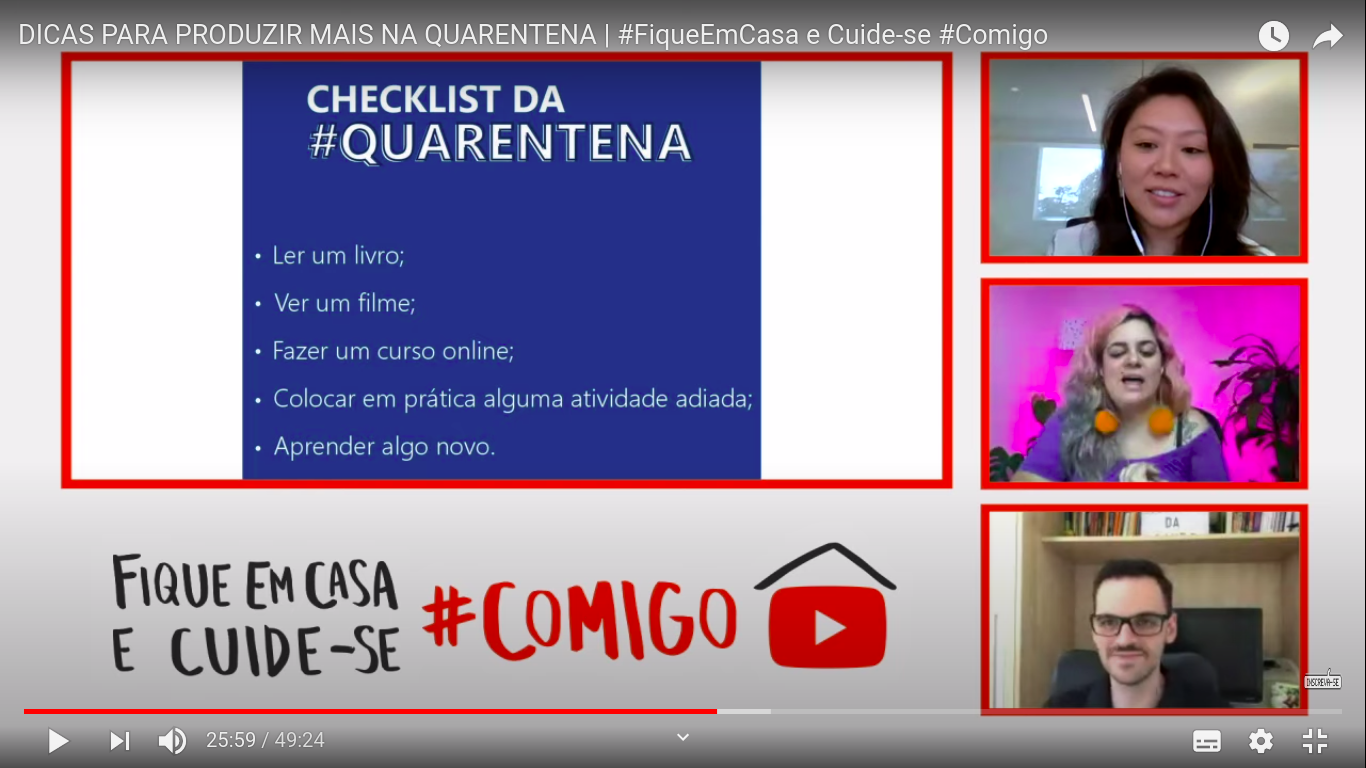 DICAS PARA PRODUZIR MAIS NA QUARENTENA | #FiqueEmCasa e Cuide-se #Comigo
CHECKLIST DA
#QUARENTENA
• Ler um livro;
• Ver um filme;
• Fazer um curso online;
• Colocar em prática alguma atividade adiada;
• Aprender algo novo.
FIQUE EM CASA
E CUIDE-SE
#COMIGO
DA
INSCREVA-SE
25:59 / 49:24